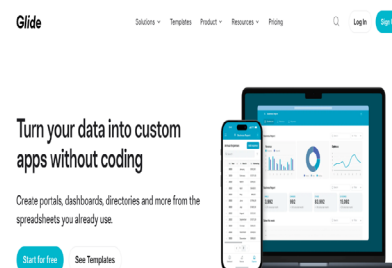 Glide
Solutions Templates Product Resources Pricing
Log In
Sign
Turn your data into custom
apps without coding
Create portals, dashboards, directories and more from the
spreadsheets you already use.
Start for free See Templates